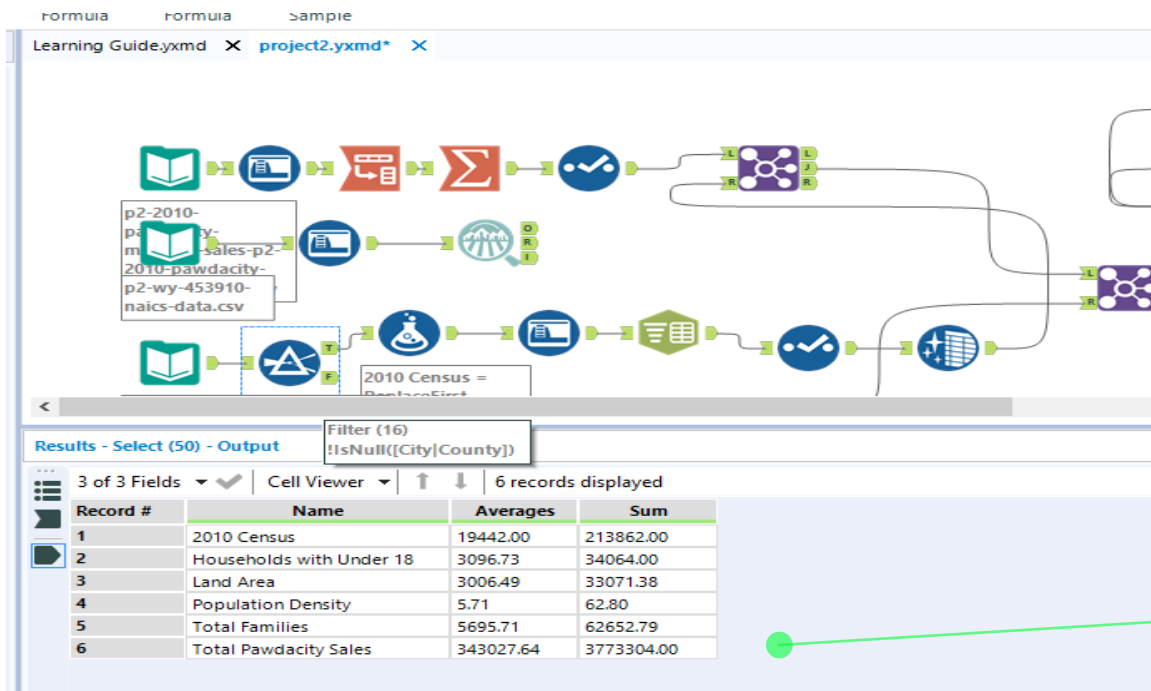 Formula Formula Sample
Learning Guide.yxmd X project2.yxmd* X
L L
J
R R
p2-2010-
sales-p2-
2010-pawdacity-
O
R
I
p2-wy-453910-
naics-data.csv
L
R
T
F
2010 Census =
ReplaceFirst
Filter (16)
!IsNull([City|County])
Results - Select (50) - Output
3 of 3 Fields Cell Viewer 6 records displayed
Record # Name Averages Sum
1 2010 Census 19442.00 213862.00
2 Households with Under 18 3096.73 34064.00
3 Land Area 3006.49 33071.38
4 Population Density 5.71 62.80
5 Total Families 5695.71 62652.79
6 Total Pawdacity Sales 343027.64 3773304.00